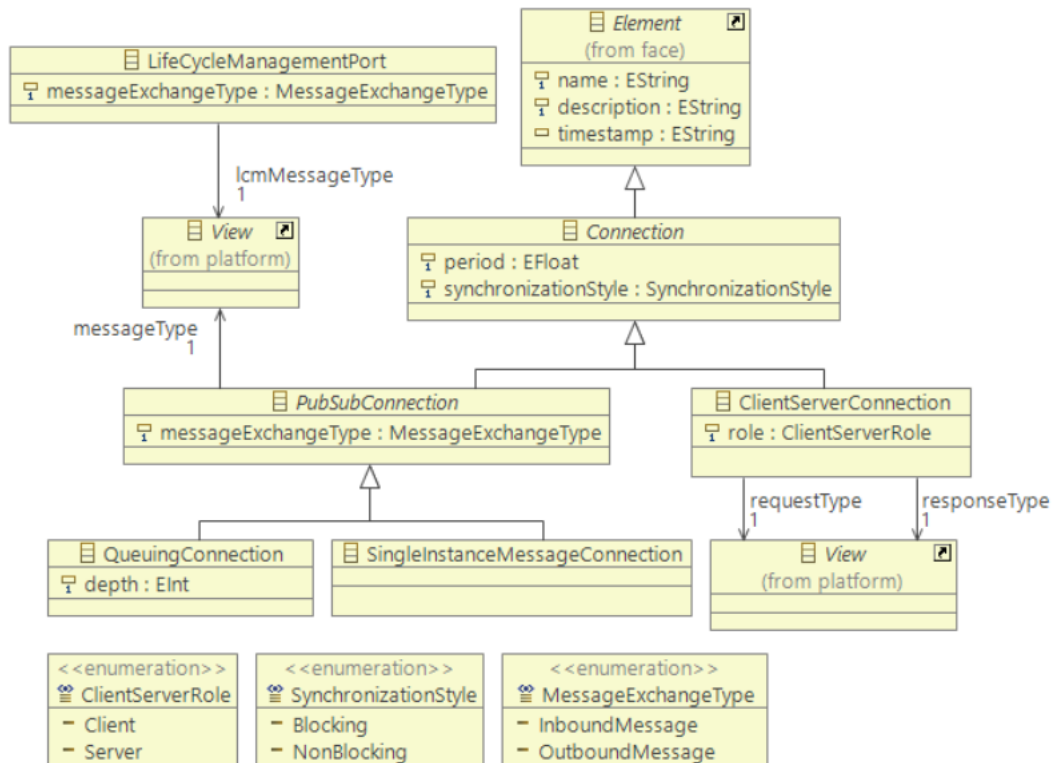 LifeCycleManagementPort
messageExchangeType : MessageExchangeType
Element
(from face)
name : EString
description : EString
timestamp : EString
lcmMessageType
1
View
(from platform)
Connection
period : EFloat
synchronizationStyle : SynchronizationStyle
messageType
1
PubSubConnection
messageExchangeType : MessageExchangeType
ClientServerConnection
role : ClientServerRole
requestType
1
responseType
1
QueuingConnection
depth : EInt
SingleInstanceMessageConnection
View
(from platform)
<<enumeration>>
ClientServerRole
Client
Server
<<enumeration>>
SynchronizationStyle
Blocking
NonBlocking
<<enumeration>>
MessageExchangeType
InboundMessage
OutboundMessage